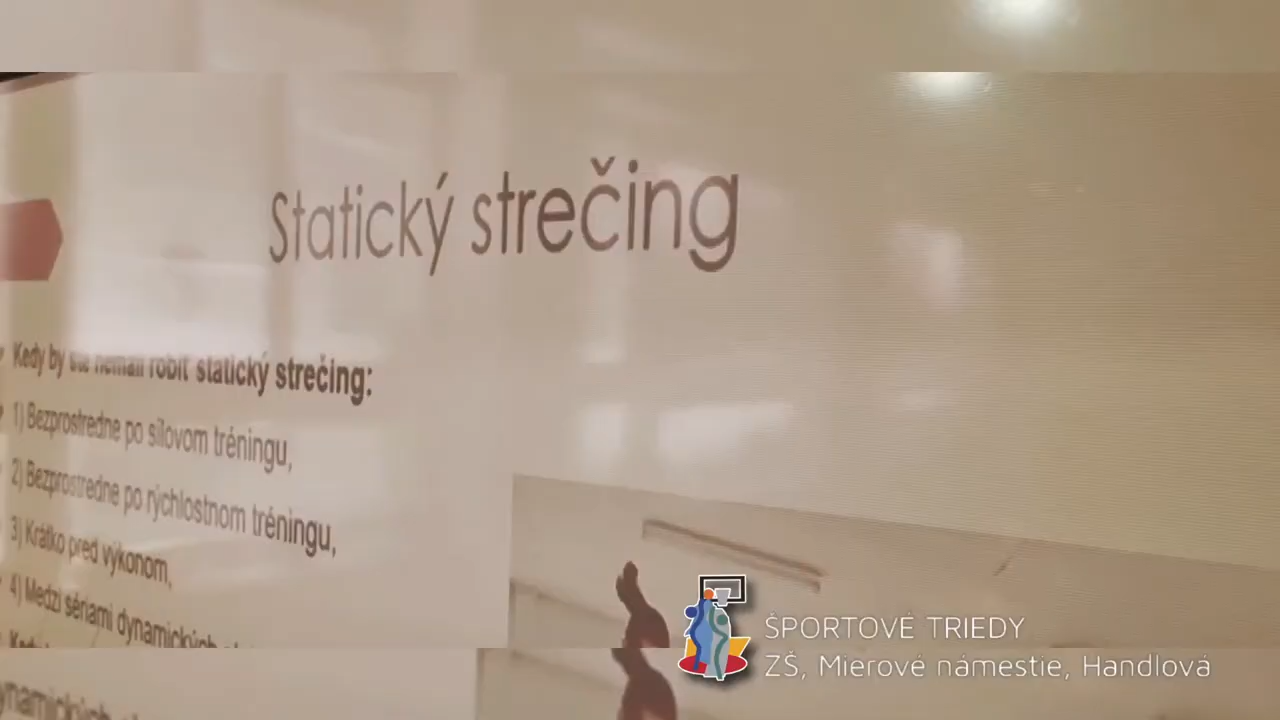 Statický strečing
Kedy by ste nemali robiť statický strečing:
1) Bezprostredne po silovom tréningu,
2) Bezprostredne po rýchlostnom tréningu,
3) Krátko pred výkonom,
4) Medzi sériami dynamických
ŠPORTOVÉ TRIEDY
ZŠ, Mierové námestie, Handlová